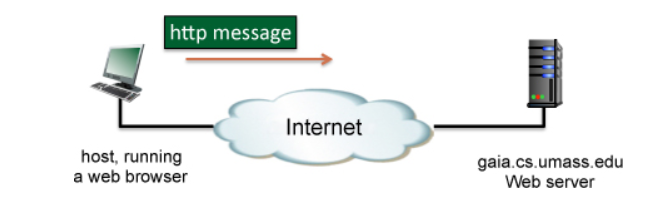 http message
Internet
host, running
a web browser
gaia.cs.umass.edu
Web server